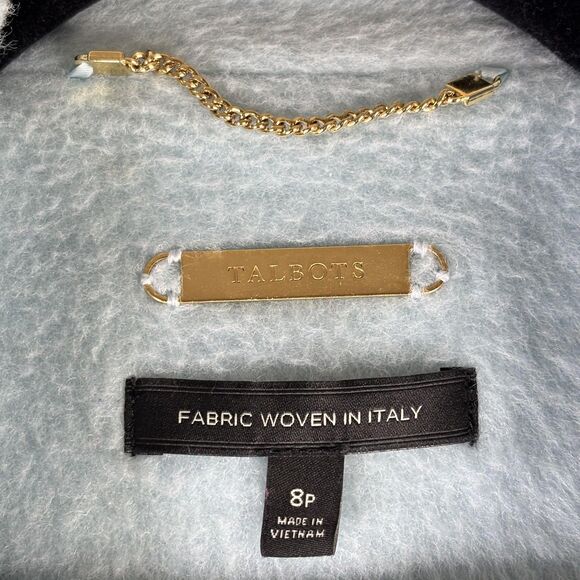 TALBOTS
FABRIC WOVEN IN ITALY
8P
MADE IN
VIETNAM